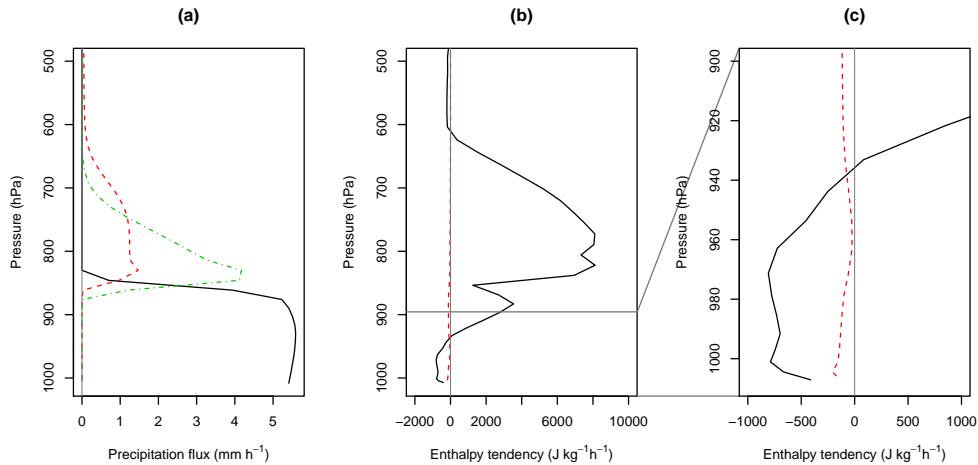 (a)
(b)
(c)
500
600
700
800
900
1000
Pressure (hPa)
0 1 2 3 4 5
Precipitation flux (mm h⁻¹)
500
600
700
800
900
1000
Pressure (hPa)
−2000 0 2000 6000 10000
Enthalpy tendency (J kg⁻¹h⁻¹)
900
920
940
960
980
1000
Pressure (hPa)
−1000 −500 0 500 1000
Enthalpy tendency (J kg⁻¹h⁻¹)